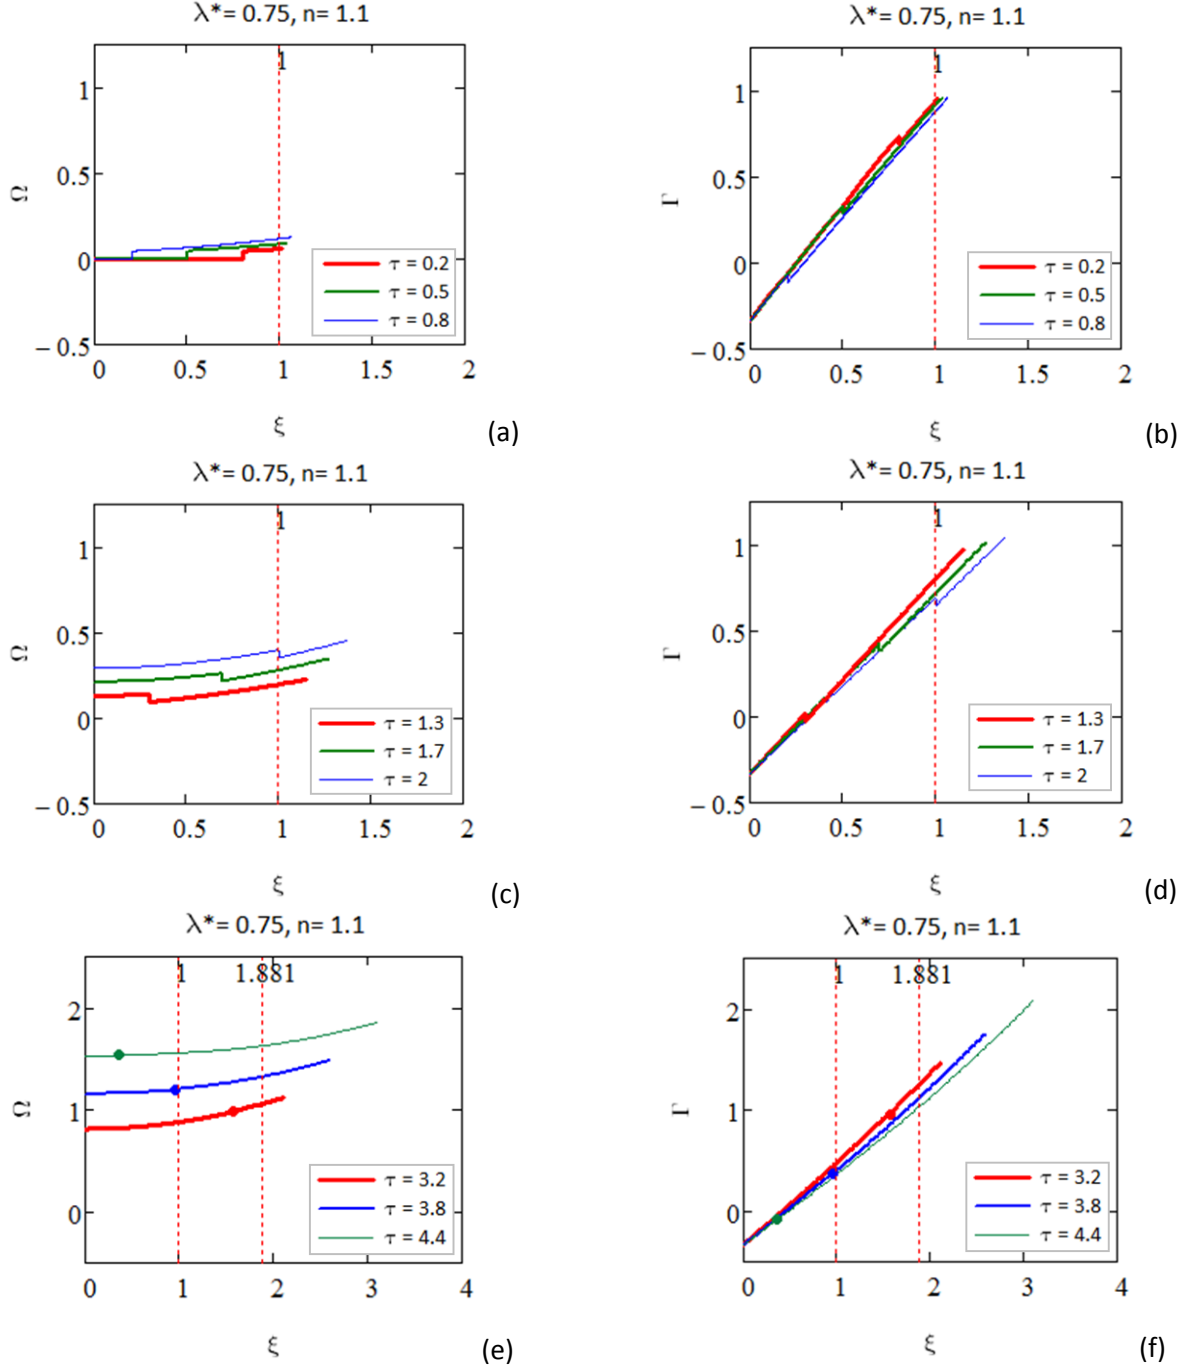 λ*= 0.75, n= 1.1
1
1
0.5
0
– 0.5
Ω
0
0.5
1
1.5
2
ξ
τ = 0.2
τ = 0.5
τ = 0.8
(a)
λ*= 0.75, n= 1.1
1
1
0.5
0
– 0.5
Γ
0
0.5
1
1.5
2
ξ
τ = 0.2
τ = 0.5
τ = 0.8
(b)
λ*= 0.75, n= 1.1
1
1
0.5
0
– 0.5
Ω
0
0.5
1
1.5
2
ξ
τ = 1.3
τ = 1.7
τ = 2
(c)
λ*= 0.75, n= 1.1
1
1
0.5
0
– 0.5
Γ
0
0.5
1
1.5
2
ξ
τ = 1.3
τ = 1.7
τ = 2
(d)
λ*= 0.75, n= 1.1
1
1.881
2
1
0
Ω
0
1
2
3
4
ξ
τ = 3.2
τ = 3.8
τ = 4.4
(e)
λ*= 0.75, n= 1.1
1
1.881
2
1
0
Γ
0
1
2
3
4
ξ
τ = 3.2
τ = 3.8
τ = 4.4
(f)